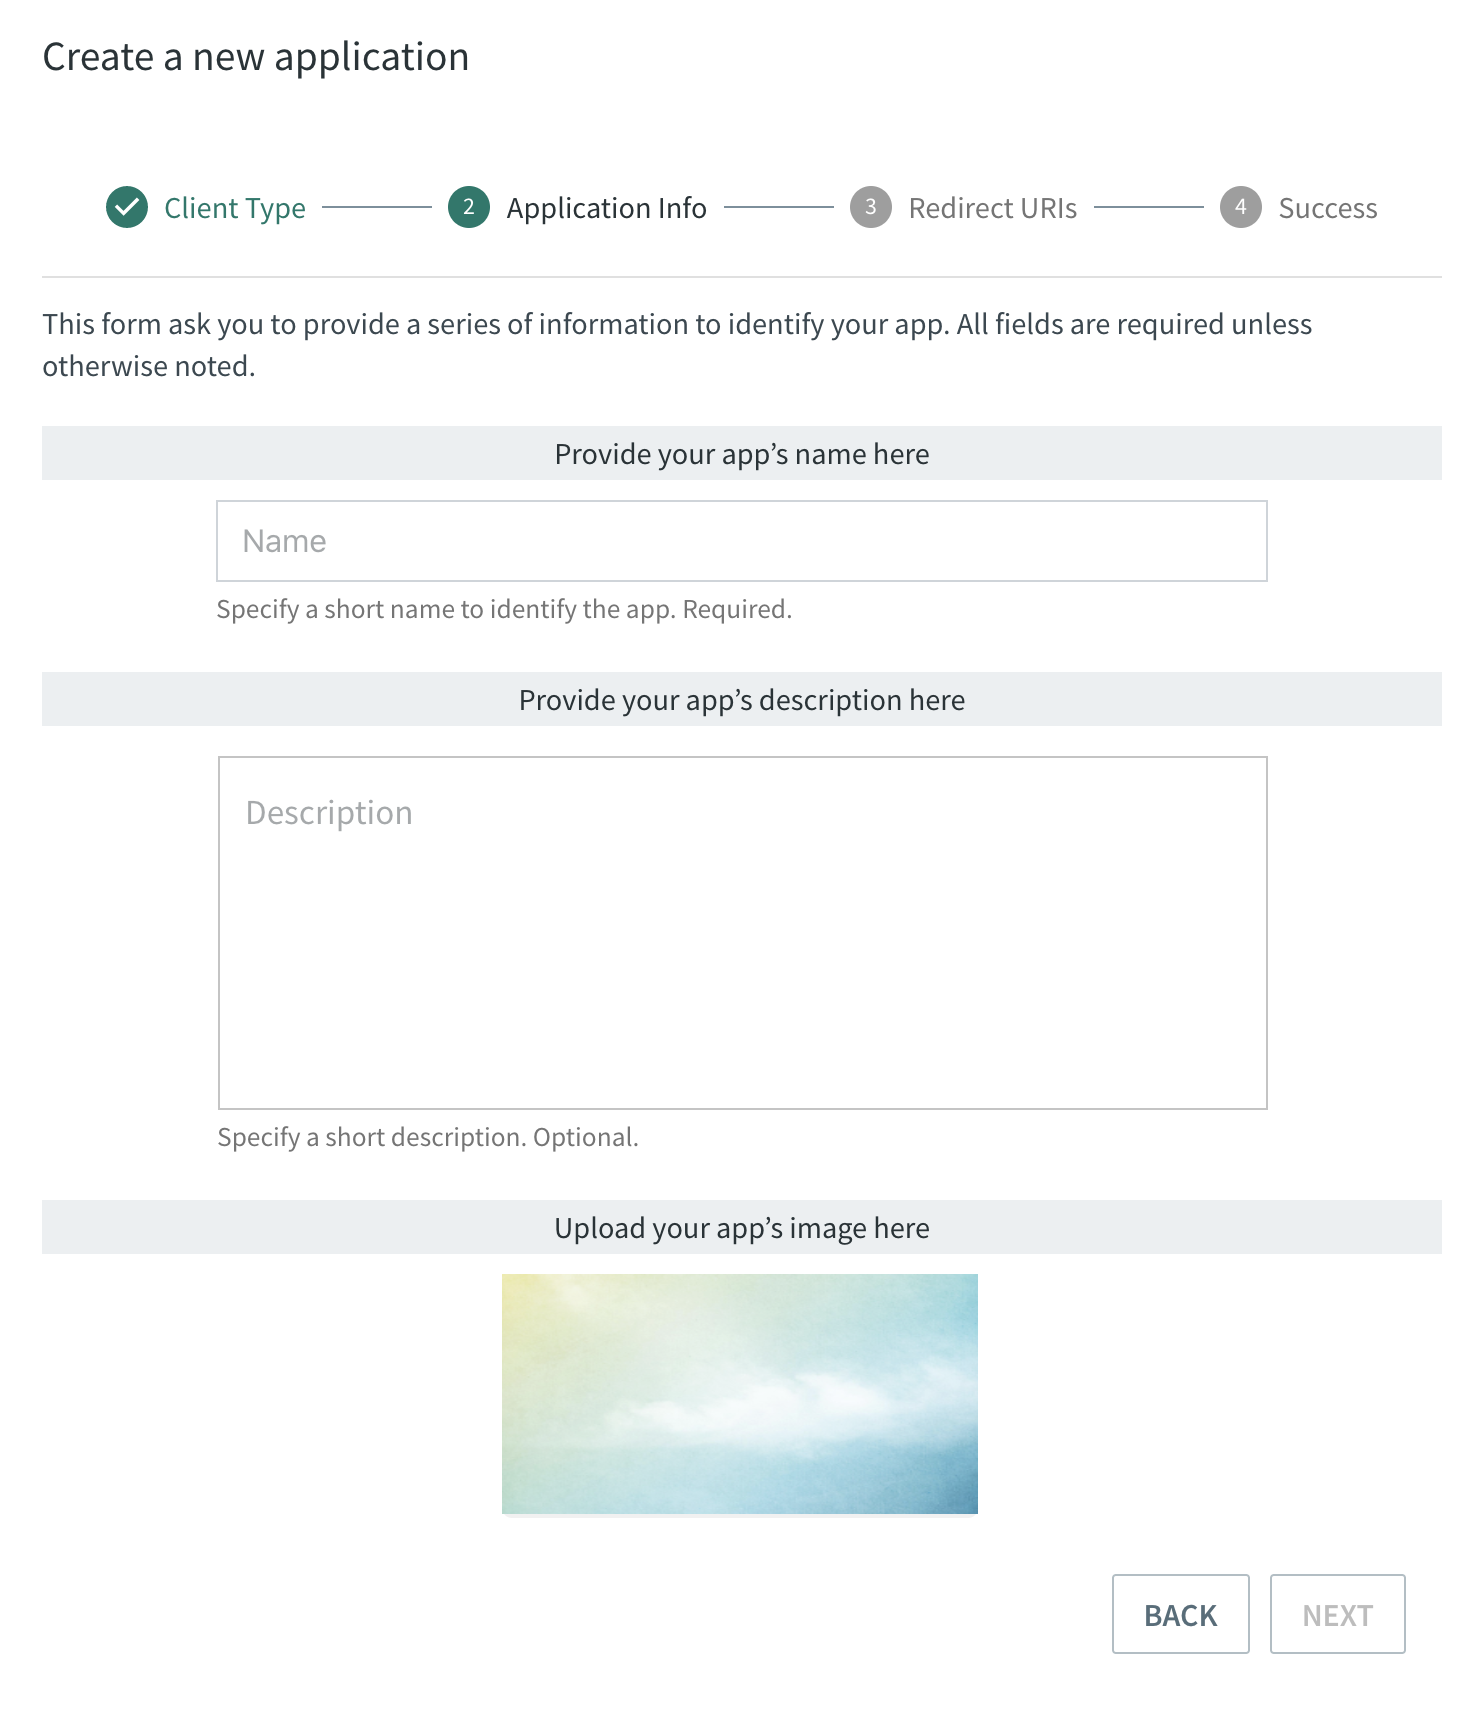 Create a new application
Client Type 2 Application Info 3 Redirect URIs 4 Success
This form ask you to provide a series of information to identify your app. All fields are required unless
otherwise noted.
Provide your app’s name here
Name
Specify a short name to identify the app. Required.
Provide your app’s description here
Description
Specify a short description. Optional.
Upload your app’s image here
BACK NEXT